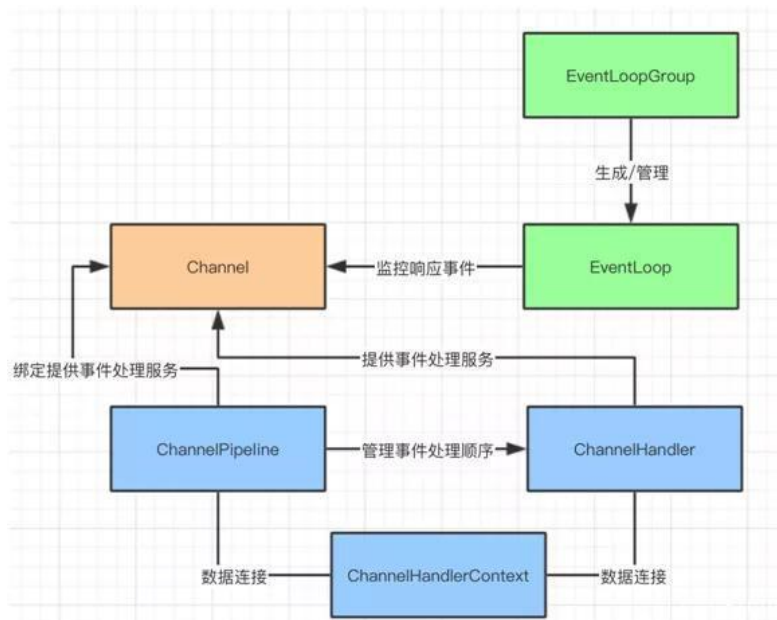 EventLoopGroup
生成/管理
Channel
监控响应事件
EventLoop
绑定提供事件处理服务
提供事件处理服务
ChannelPipeline
管理事件处理顺序
ChannelHandler
数据连接
ChannelHandlerContext
数据连接